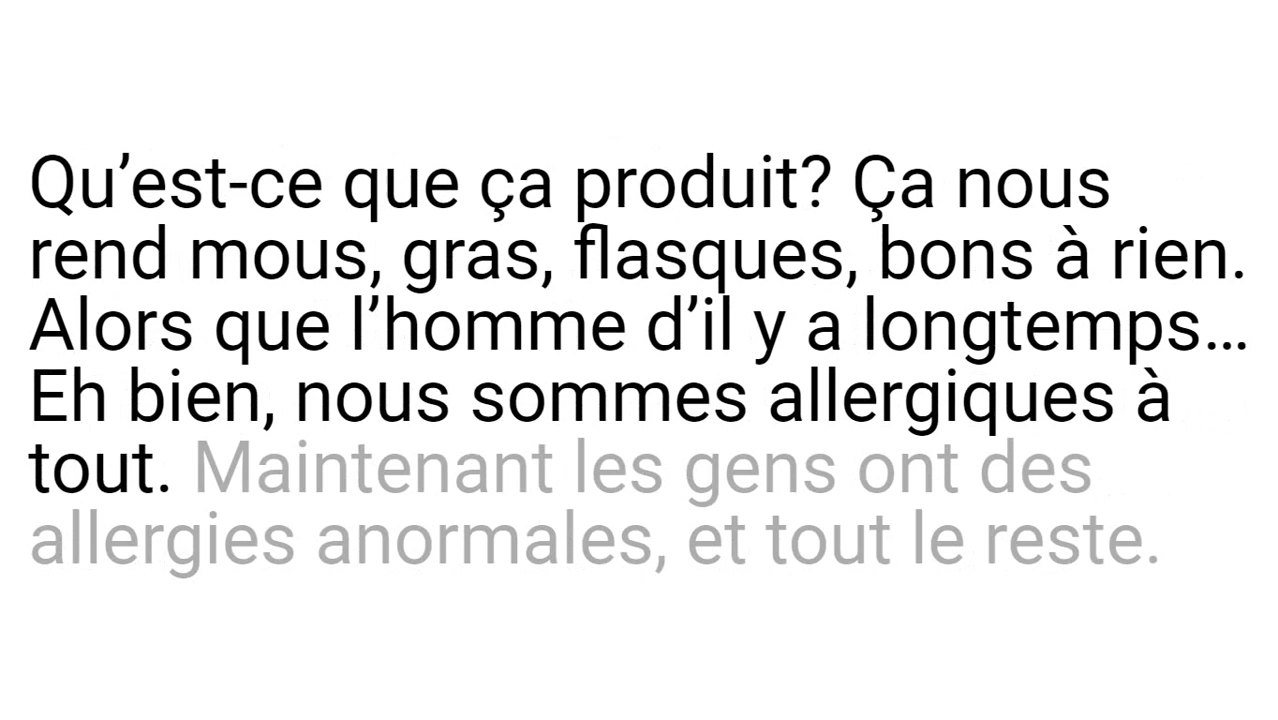 Qu’est-ce que ça produit? Ça nous
rend mous, gras, flasques, bons à rien.
Alors que l’homme d’il y a longtemps…
Eh bien, nous sommes allergiques à
tout. Maintenant les gens ont des
allergies anormales, et tout le reste.